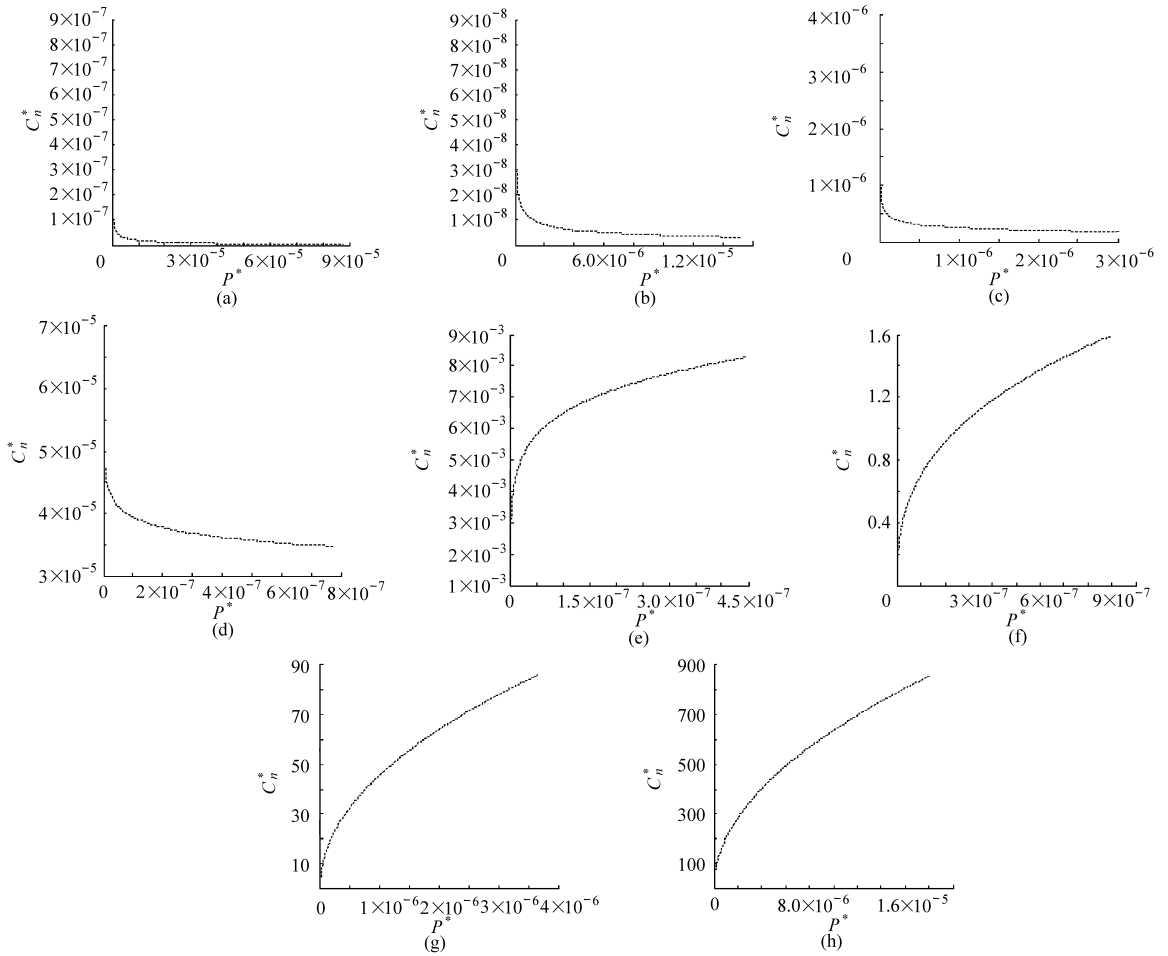 9×10⁻⁷
8×10⁻⁷
7×10⁻⁷
6×10⁻⁷
5×10⁻⁷
4×10⁻⁷
3×10⁻⁷
2×10⁻⁷
1×10⁻⁷
Cₙ*
0 3×10⁻⁵ 6×10⁻⁵ 9×10⁻⁵
P*
(a)
9×10⁻⁸
8×10⁻⁸
7×10⁻⁸
6×10⁻⁸
5×10⁻⁸
4×10⁻⁸
3×10⁻⁸
2×10⁻⁸
1×10⁻⁸
Cₙ*
0 6.0×10⁻⁶ 1.2×10⁻⁵
P*
(b)
4×10⁻⁶
3×10⁻⁶
2×10⁻⁶
1×10⁻⁶
Cₙ*
0 1×10⁻⁶ 2×10⁻⁶ 3×10⁻⁶
P*
(c)
7×10⁻⁵
6×10⁻⁵
5×10⁻⁵
4×10⁻⁵
3×10⁻⁵
Cₙ*
0 2×10⁻⁷ 4×10⁻⁷ 6×10⁻⁷ 8×10⁻⁷
P*
(d)
9×10⁻³
8×10⁻³
7×10⁻³
6×10⁻³
5×10⁻³
4×10⁻³
3×10⁻³
2×10⁻³
1×10⁻³
Cₙ*
0 1.5×10⁻⁷ 3.0×10⁻⁷ 4.5×10⁻⁷
P*
(e)
1.6
1.2
0.8
0.4
Cₙ*
0 3×10⁻⁷ 6×10⁻⁷ 9×10⁻⁷
P*
(f)
90
70
50
30
10
Cₙ*
0 1×10⁻⁶ 2×10⁻⁶ 3×10⁻⁶ 4×10⁻⁶
P*
(g)
900
700
500
300
100
Cₙ*
0 8.0×10⁻⁶ 1.6×10⁻⁵
P*
(h)